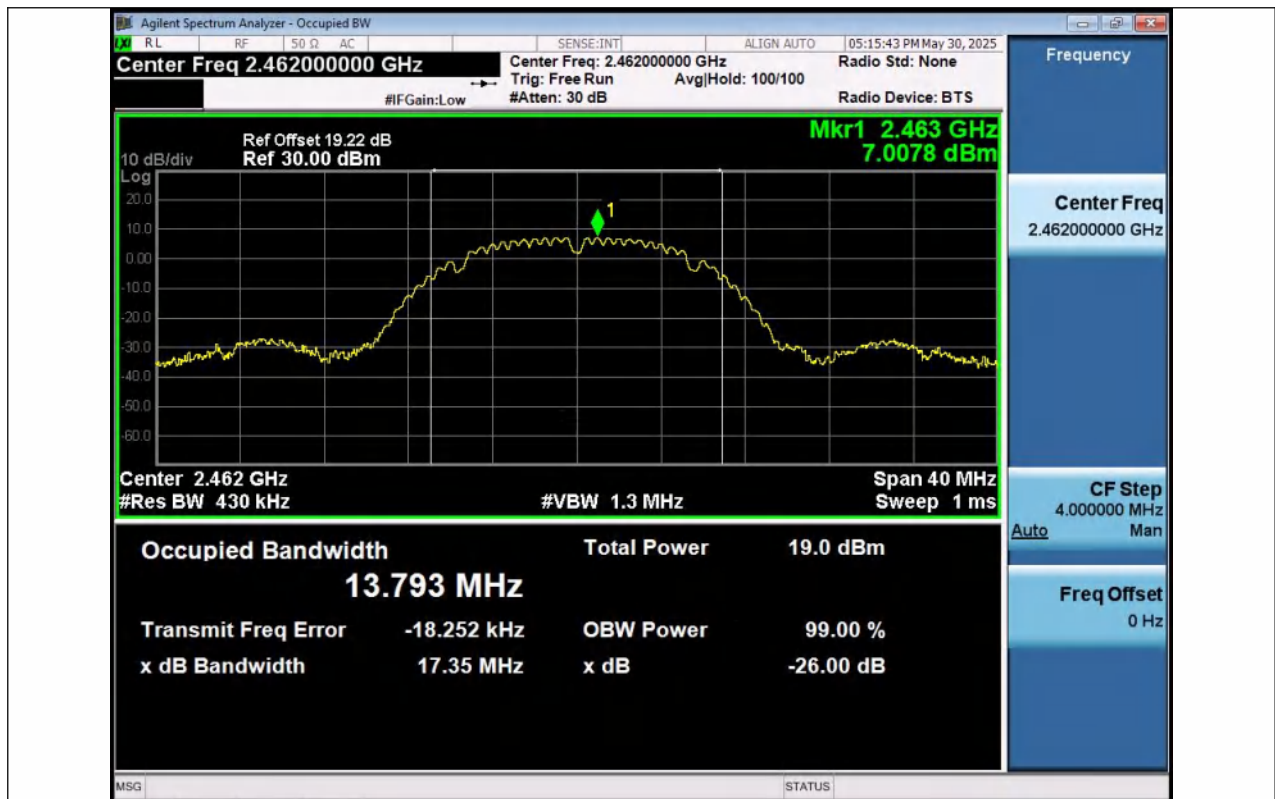 Agilent Spectrum Analyzer - Occupied BW
LXI RL RF 50 Ω AC SENSE:INT ALIGN AUTO 05:15:43 PM May 30, 2025
Center Freq 2.462000000 GHz
Center Freq: 2.462000000 GHz
Radio Std: None
Trig: Free Run Avg|Hold: 100/100
#IFGain:Low
#Atten: 30 dB
Radio Device: BTS
Frequency
Mkr1 2.463 GHz
7.0078 dBm
Ref Offset 19.22 dB
10 dB/div Ref 30.00 dBm
Log
20.0
10.0
0.00
-10.0
-20.0
-30.0
-40.0
-50.0
-60.0
1
Center 2.462 GHz
Span 40 MHz
#Res BW 430 kHz
#VBW 1.3 MHz
Sweep 1 ms
Center Freq
2.462000000 GHz
CF Step
4.000000 MHz
Auto Man
Freq Offset
0 Hz
Occupied Bandwidth
13.793 MHz
Total Power 19.0 dBm
Transmit Freq Error -18.252 kHz
OBW Power 99.00 %
x dB Bandwidth 17.35 MHz
x dB -26.00 dB
MSG
STATUS